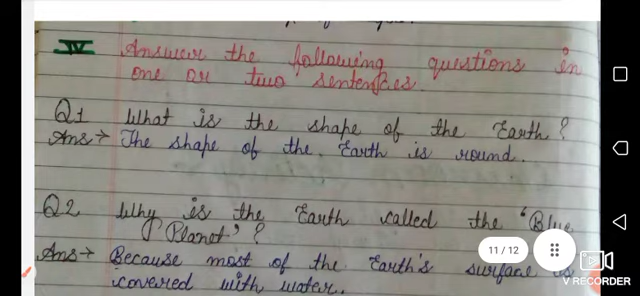 IV Answer the following questions in
one or two sentences.
Q1 What is the shape of the Earth?
Ans→ The shape of the Earth is round.
Q2 Why is the Earth called the 'Blue
Planet'?
11/12
Ans→ Because most of the Earth's surface is
covered with water.
V RECORDER